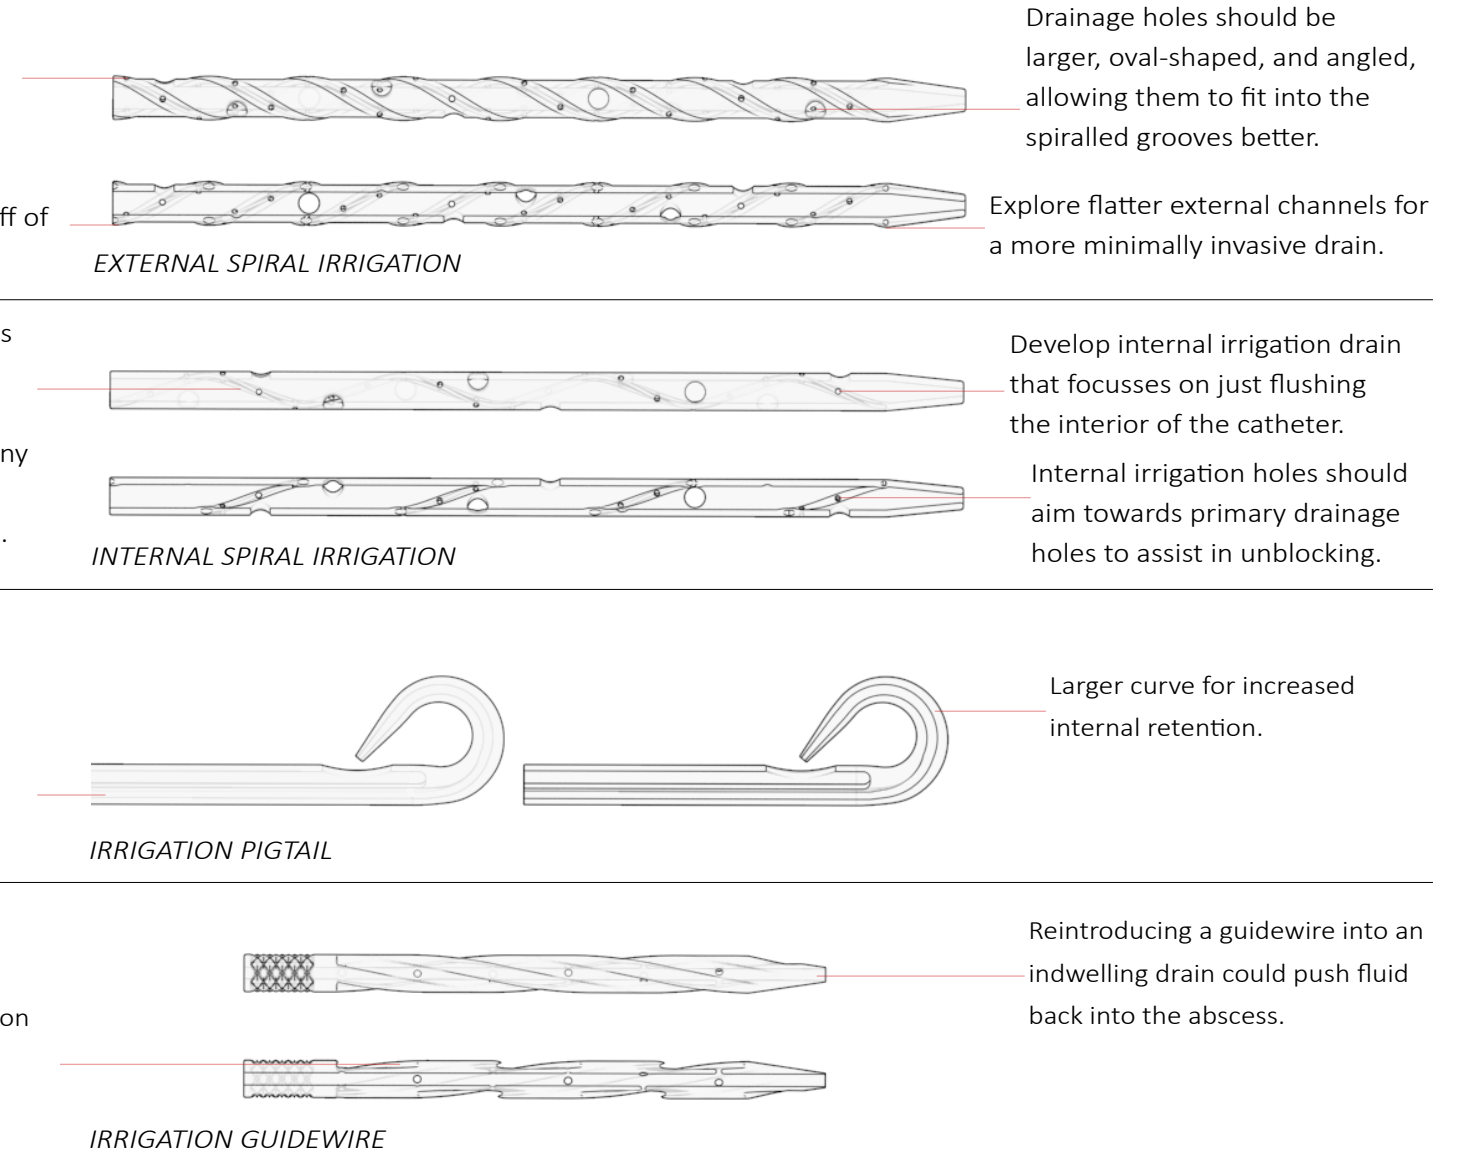 Drainage holes should be
larger, oval-shaped, and angled,
allowing them to fit into the
spiralled grooves better.
ff of
Explore flatter external channels for
a more minimally invasive drain.
EXTERNAL SPIRAL IRRIGATION
s
Develop internal irrigation drain
that focusses on just flushing
the interior of the catheter.
ny
Internal irrigation holes should
aim towards primary drainage
holes to assist in unblocking.
.
INTERNAL SPIRAL IRRIGATION
Larger curve for increased
internal retention.
IRRIGATION PIGTAIL
Reintroducing a guidewire into an
indwelling drain could push fluid
back into the abscess.
on
IRRIGATION GUIDEWIRE